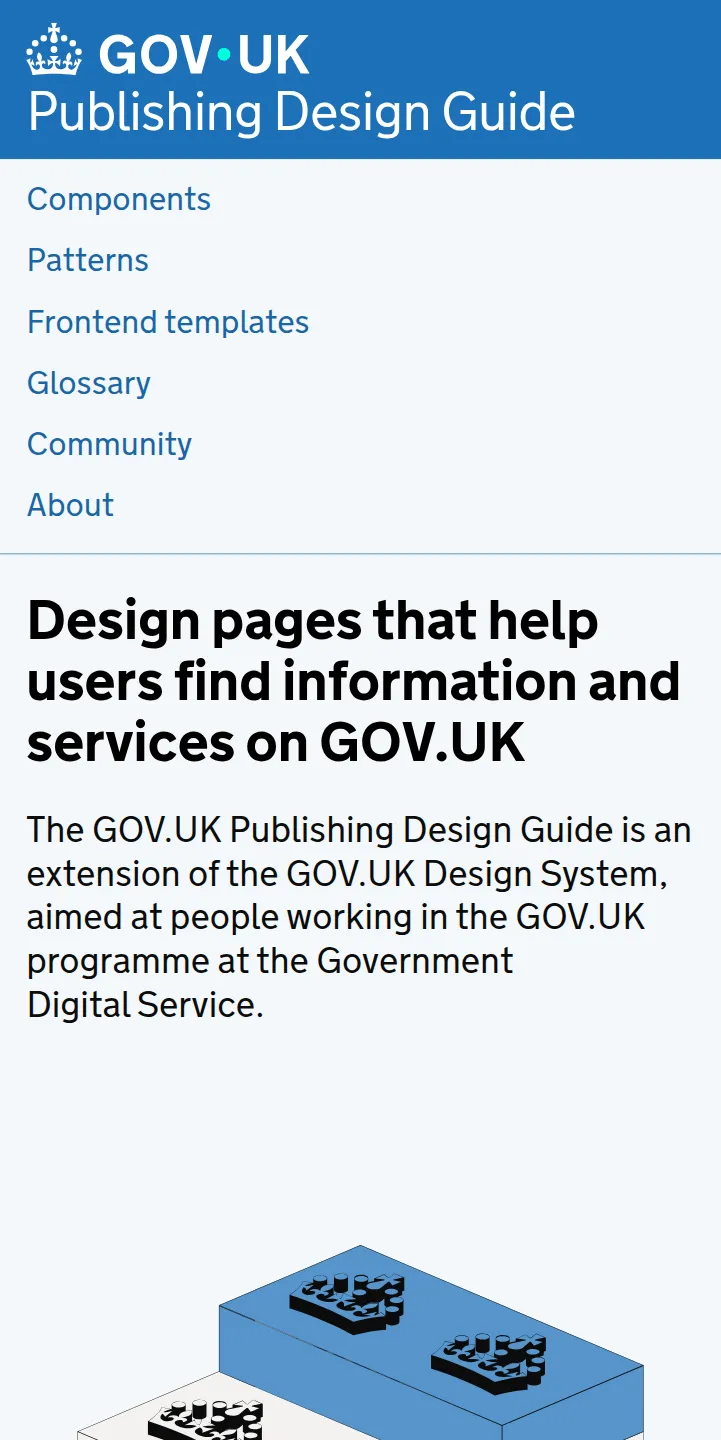 GOV·UK
Publishing Design Guide
Components
Patterns
Frontend templates
Glossary
Community
About
Design pages that help
users find information and
services on GOV.UK
The GOV.UK Publishing Design Guide is an
extension of the GOV.UK Design System,
aimed at people working in the GOV.UK
programme at the Government
Digital Service.